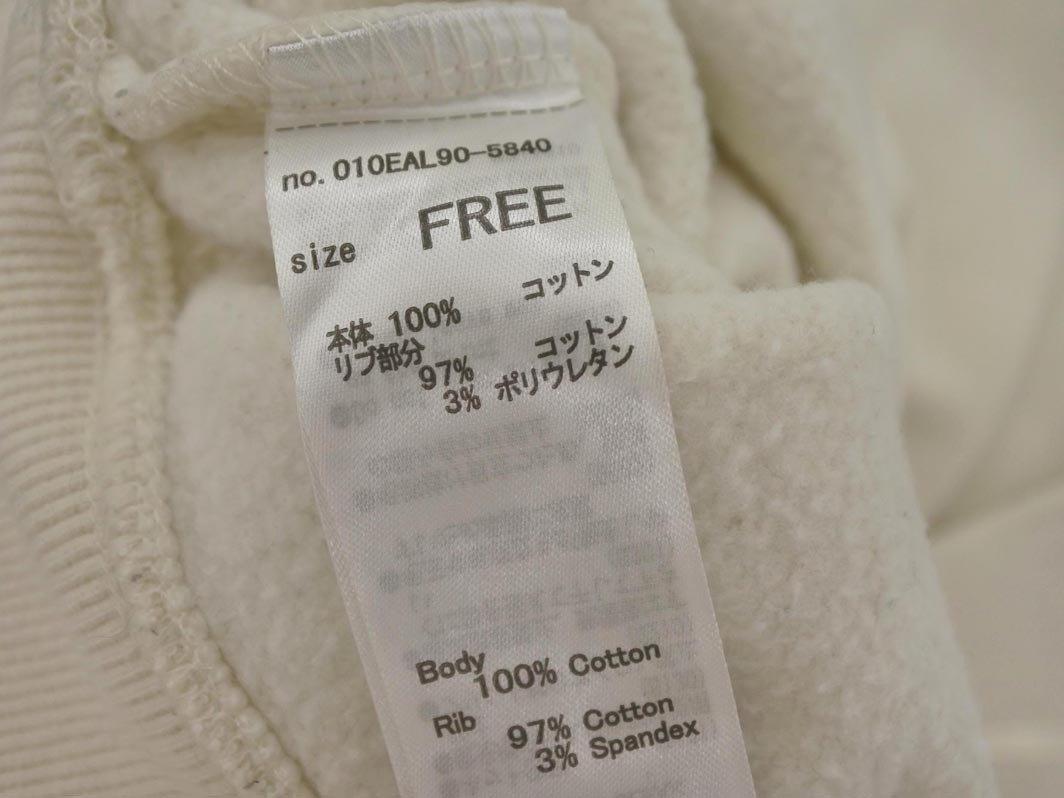 no. 010EAL90-5840
size FREE
本体 100% コットン
リブ部分
97% コットン
3% ポリウレタン
Body
100% Cotton
Rib
97% Cotton
3% Spandex